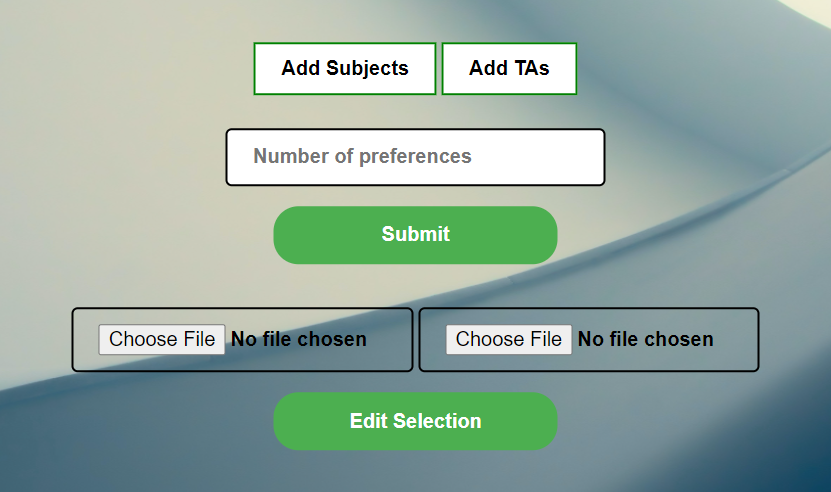 Add Subjects Add TAs
Number of preferences
Submit
Choose File No file chosen Choose File No file chosen
Edit Selection